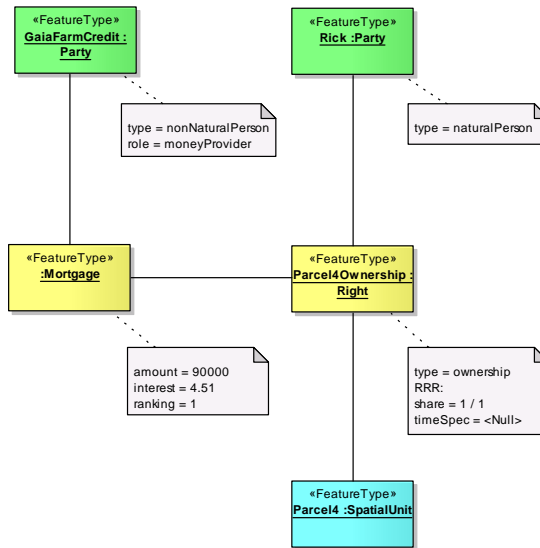 «FeatureType»
GaiaFarmCredit :
Party
«FeatureType»
Rick :Party
type = nonNaturalPerson
role = moneyProvider
type = naturalPerson
«FeatureType»
:Mortgage
«FeatureType»
Parcel4Ownership :
Right
amount = 90000
interest = 4.51
ranking = 1
type = ownership
RRR:
share = 1 / 1
timeSpec = <Null>
«FeatureType»
Parcel4 :SpatialUnit